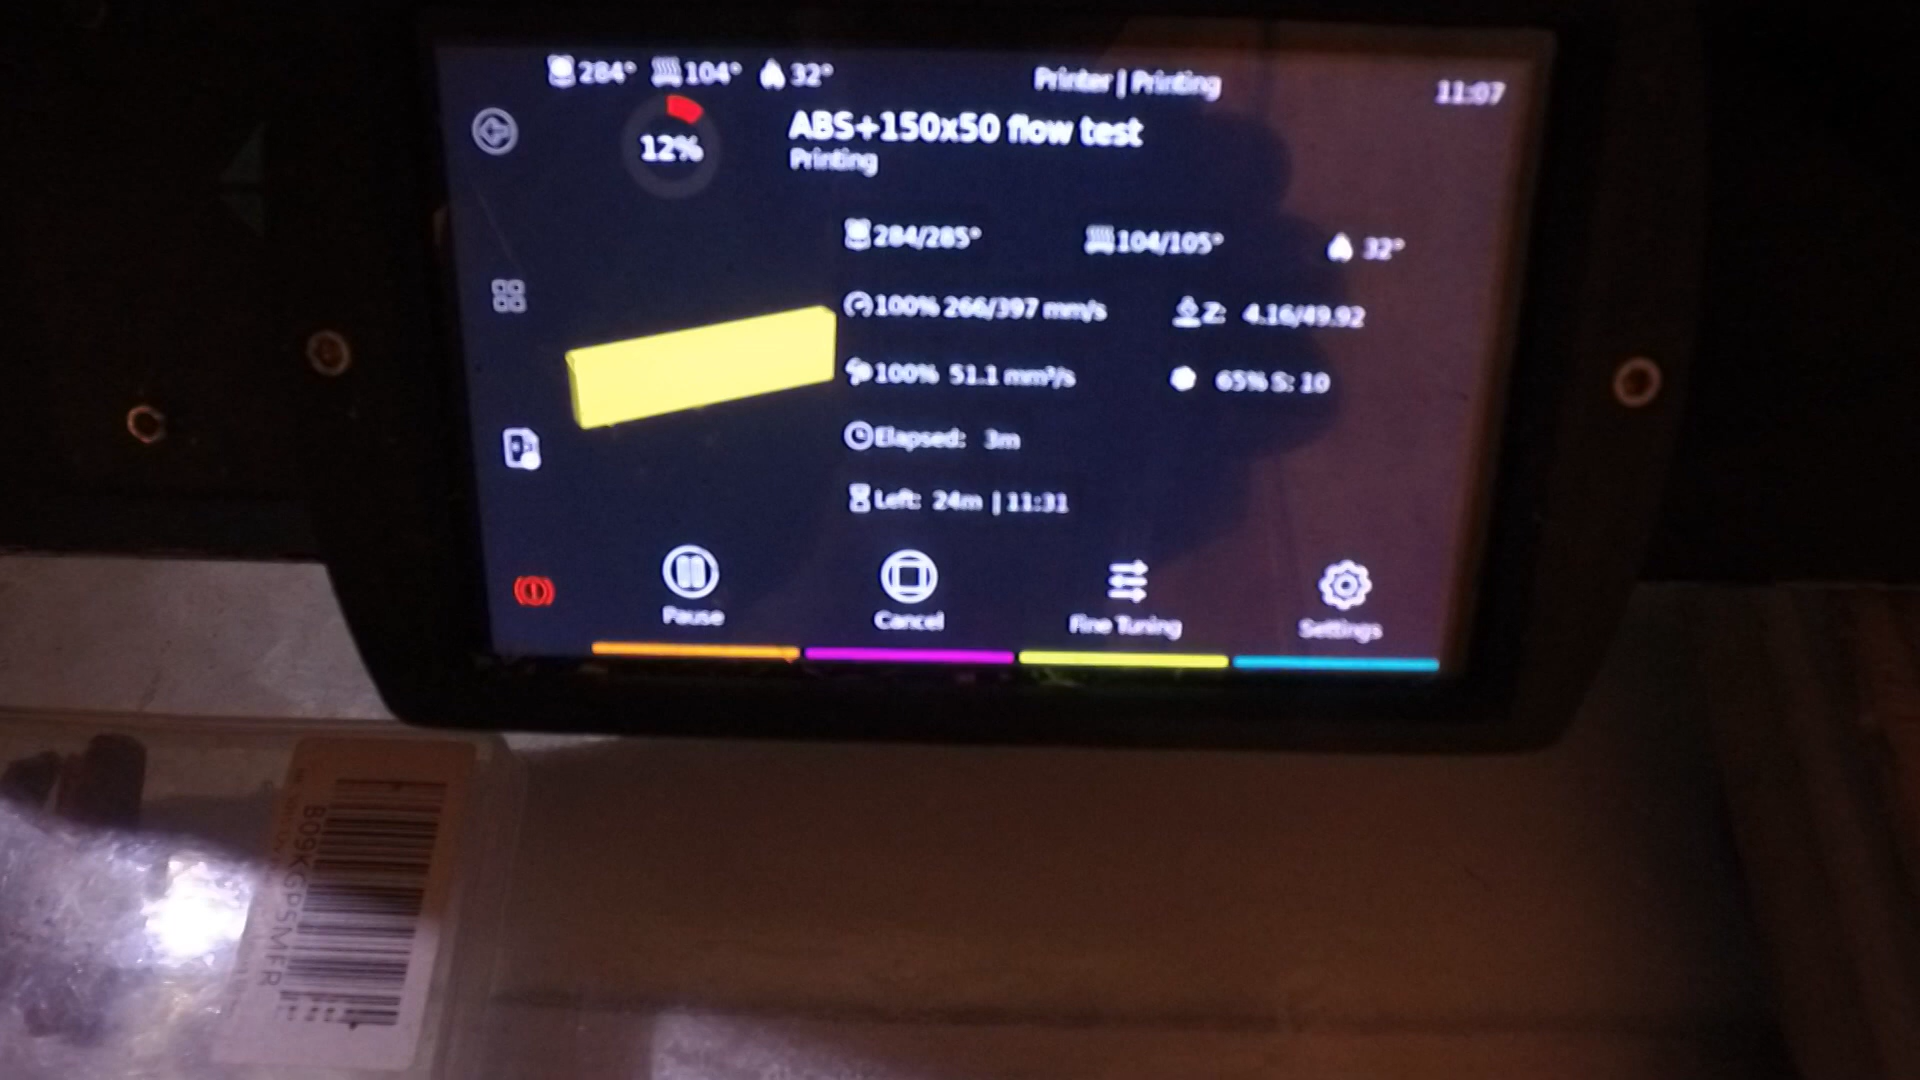 284° 104° 32° Printer | Printing 11:07
12%
ABS+150x50 flow test
Printing
284/285° 104/105° 32°
100% 266/397 mm/s Z: 4.16/49.92
100% 51.1 mm³/s 65% S: 10
Elapsed: 3m
Left: 24m | 11:31
Pause Cancel Fine Tuning Settings
B09KGPSMFR